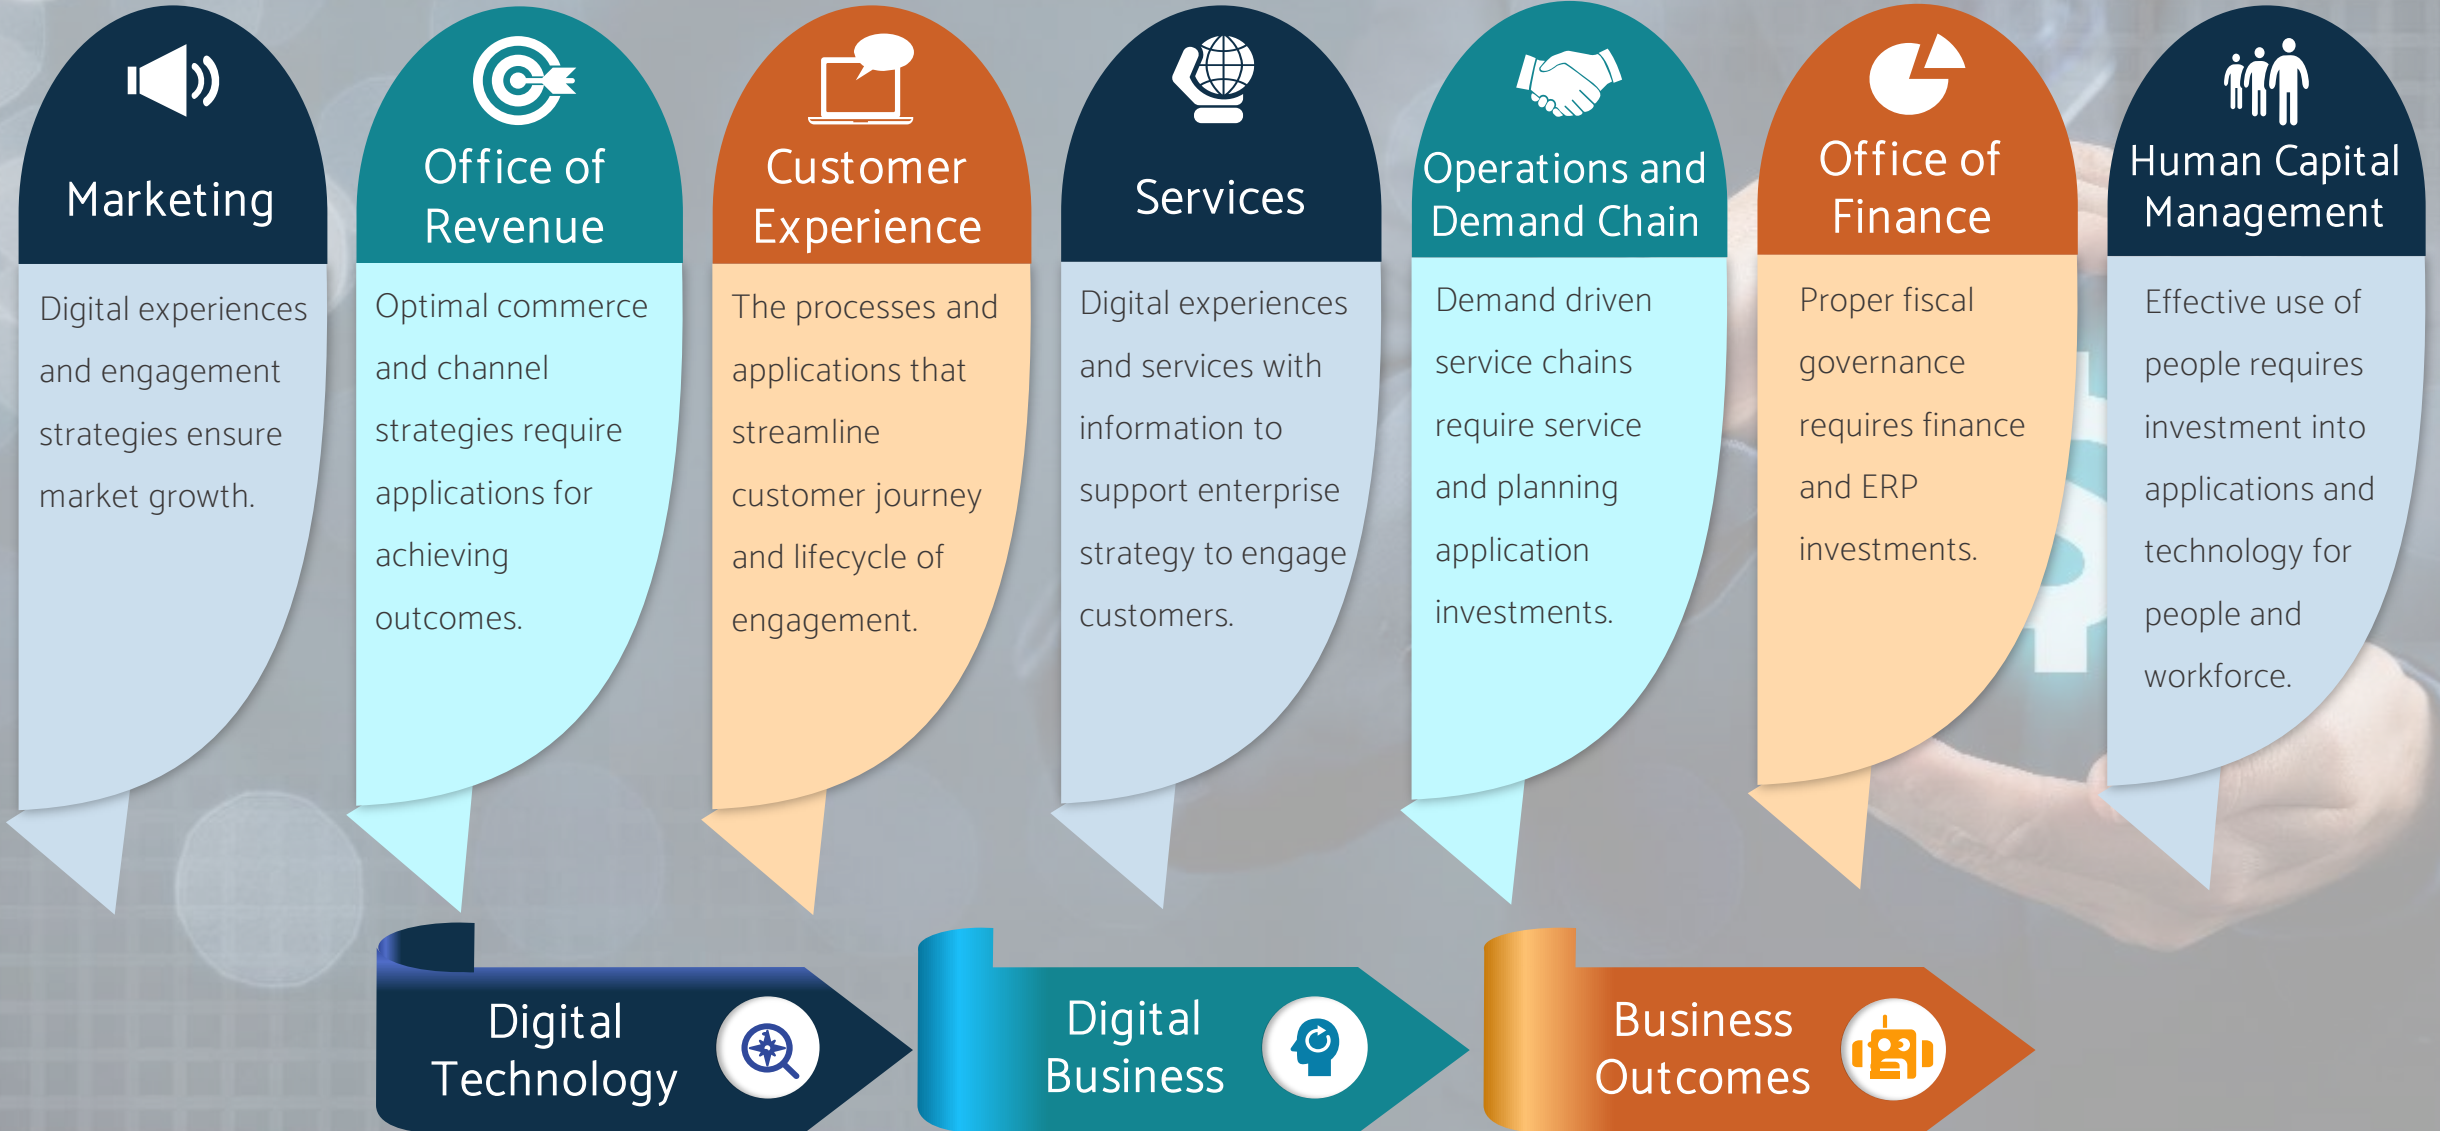 Marketing
Digital experiences
and engagement
strategies ensure
market growth.
Office of
Revenue
Optimal commerce
and channel
strategies require
applications for
achieving
outcomes.
Customer
Experience
The processes and
applications that
streamline
customer journey
and lifecycle of
engagement.
Services
Digital experiences
and services with
information to
support enterprise
strategy to engage
customers.
Operations and
Demand Chain
Demand driven
service chains
require service
and planning
application
investments.
Office of
Finance
Proper fiscal
governance
requires finance
and ERP
investments.
Human Capital
Management
Effective use of
people requires
investment into
applications and
technology for
people and
workforce.
Digital
Technology
Digital
Business
Business
Outcomes